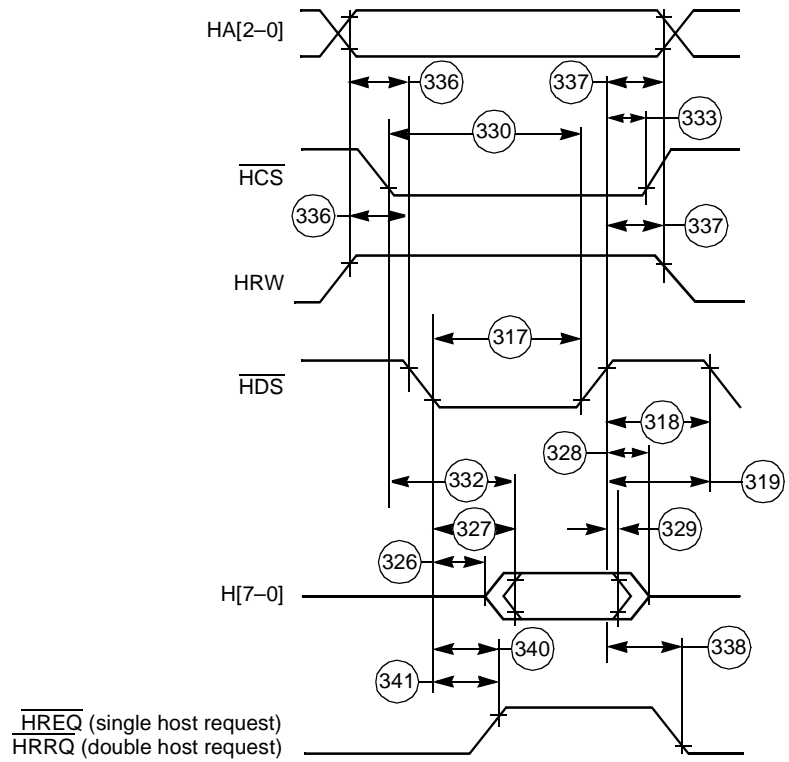 HA[2–0]
336
337
333
330
HCS
336
337
HRW
317
HDS
318
328
332
319
327
329
326
H[7–0]
340
338
341
HREQ (single host request)
HRRQ (double host request)